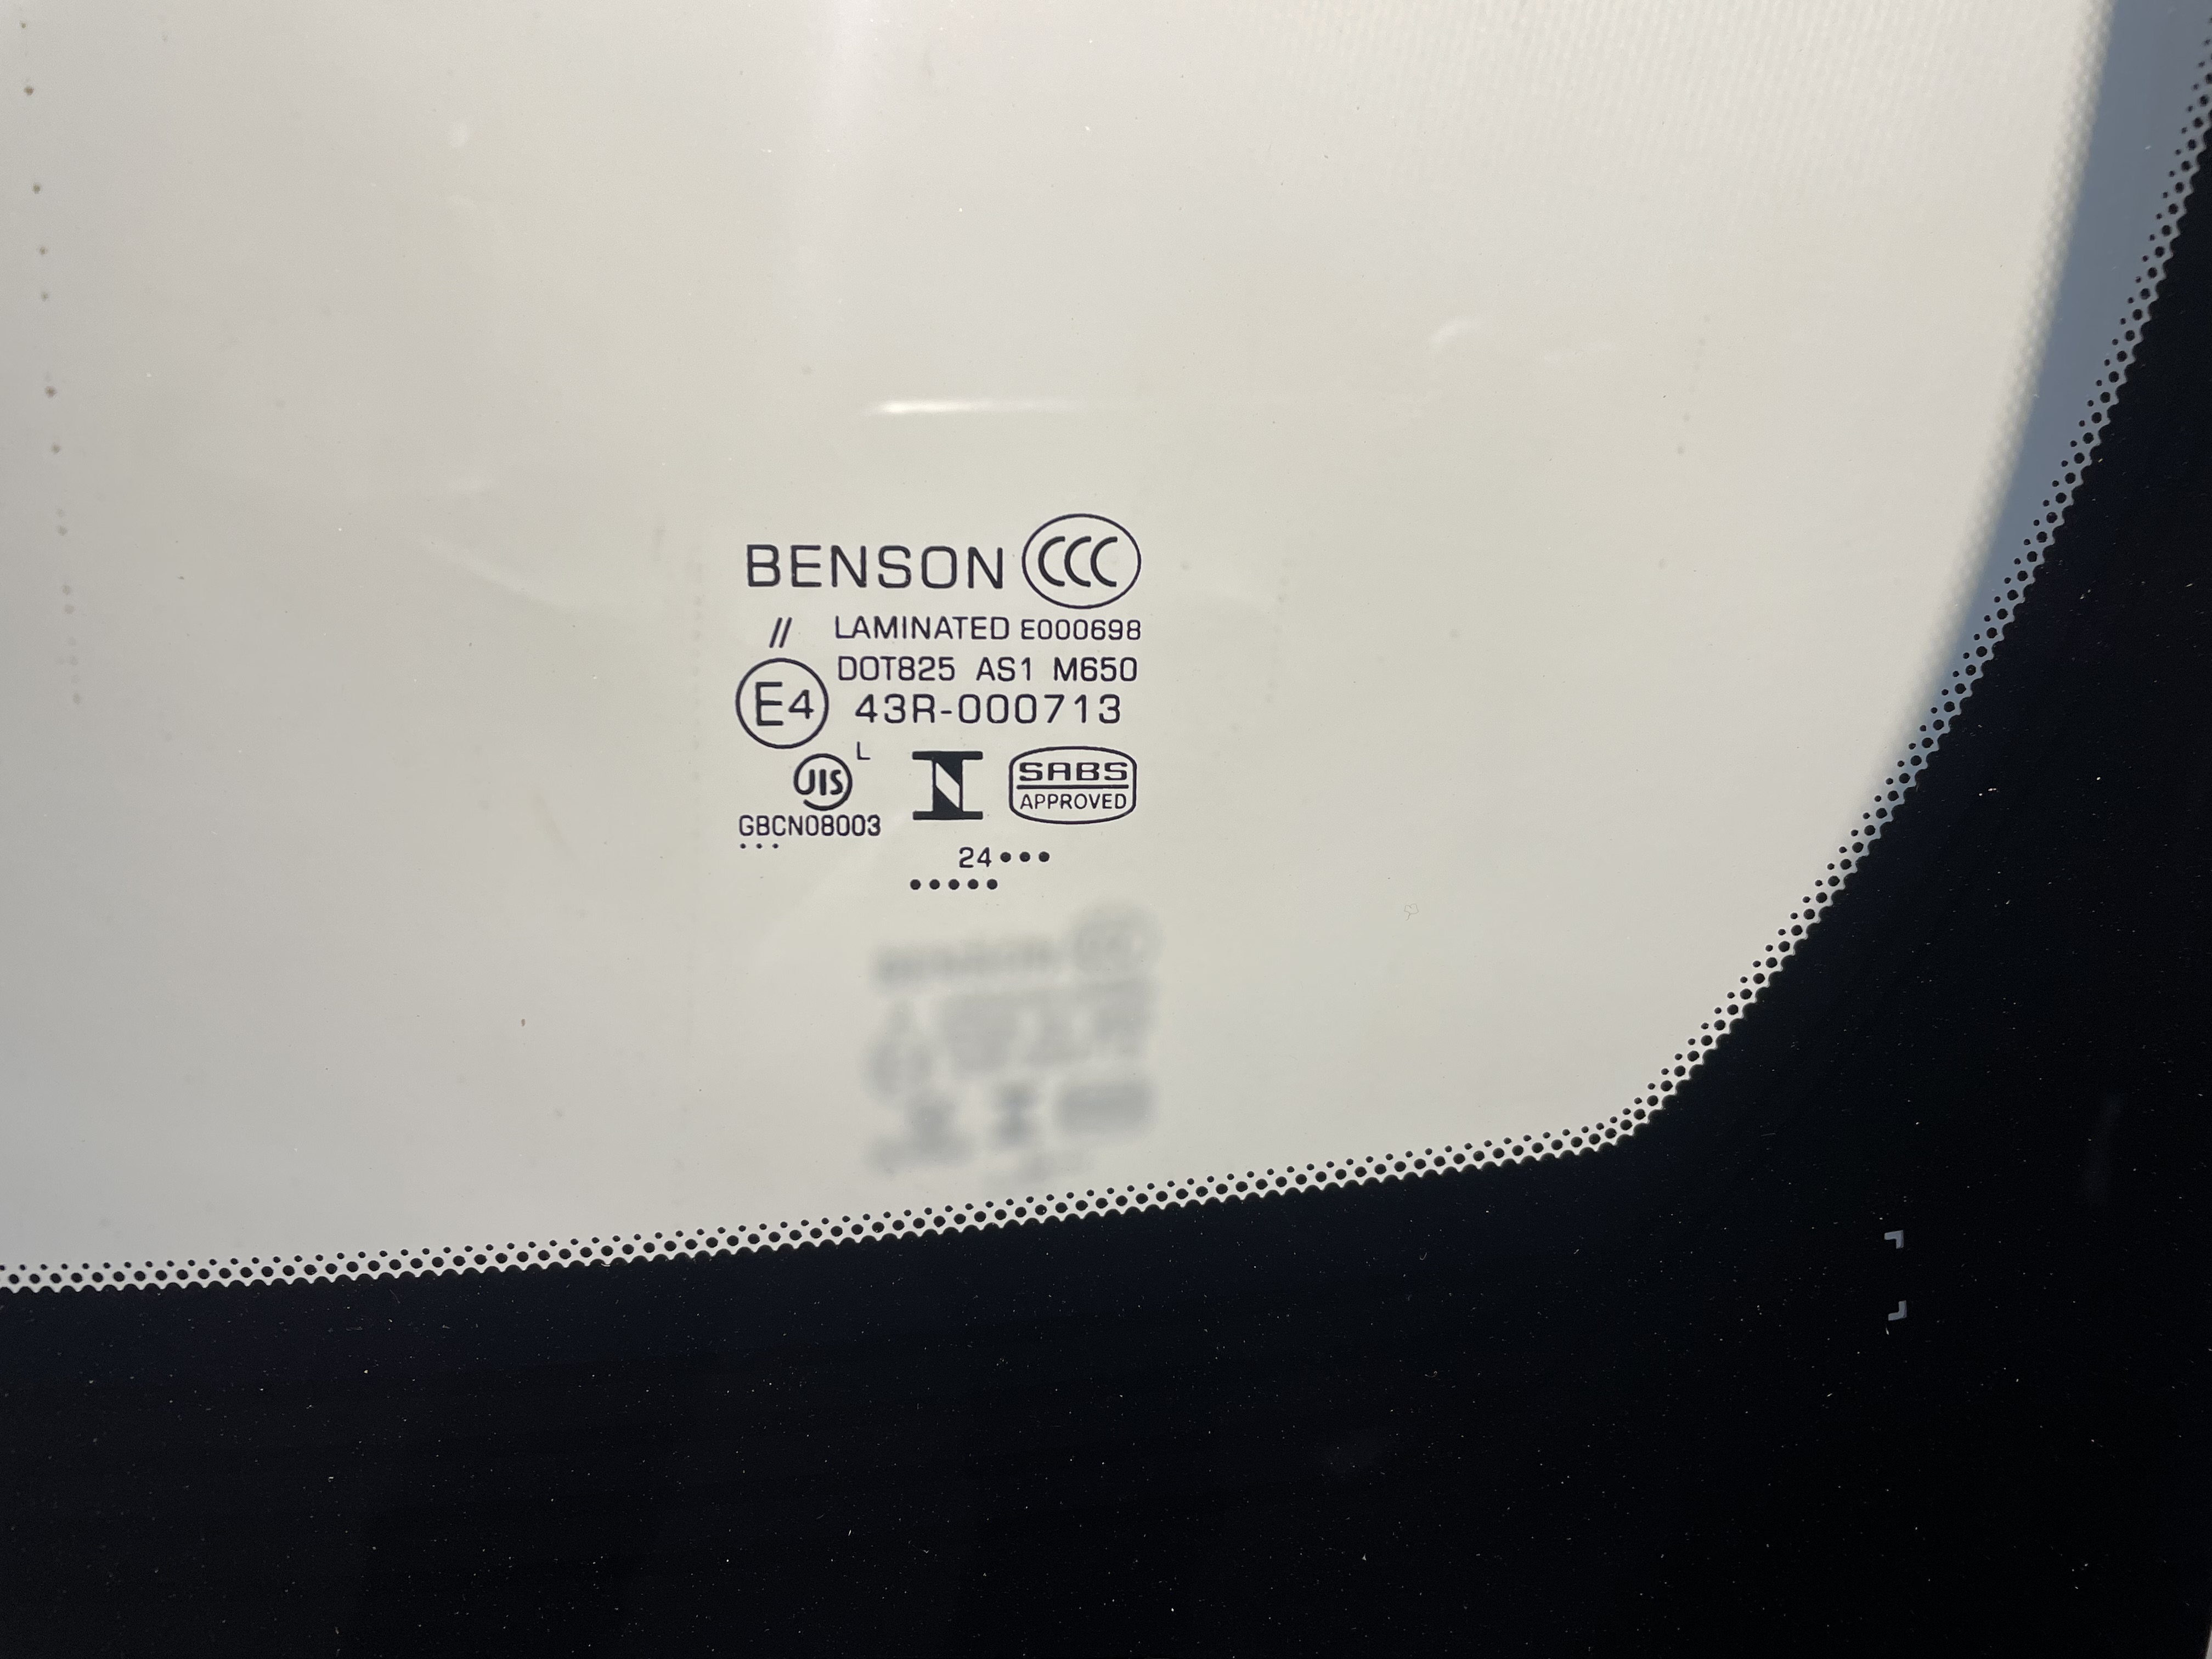 BENSON CCC
// LAMINATED E000698
DOT825 AS1 M650
E4 43R-000713
L
JIS N SABS
APPROVED
GBCN08003
...
24•••
•••••